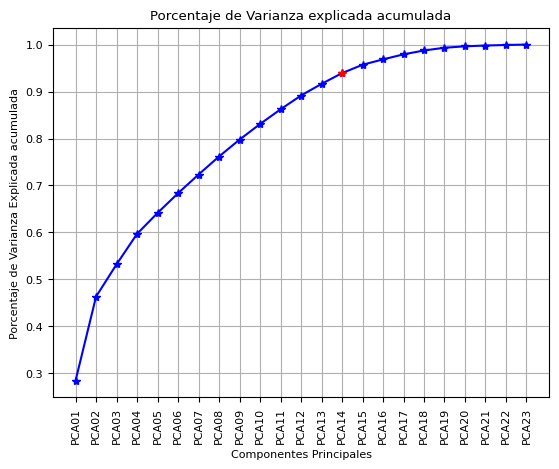 Porcentaje de Varianza explicada acumulada
Porcentaje de Varianza Explicada acumulada
1.0
0.9
0.8
0.7
0.6
0.5
0.4
0.3
PCA01
PCA02
PCA03
PCA04
PCA05
PCA06
PCA07
PCA08
PCA09
PCA10
PCA11
PCA12
PCA13
PCA14
PCA15
PCA16
PCA17
PCA18
PCA19
PCA20
PCA21
PCA22
PCA23
Componentes Principales